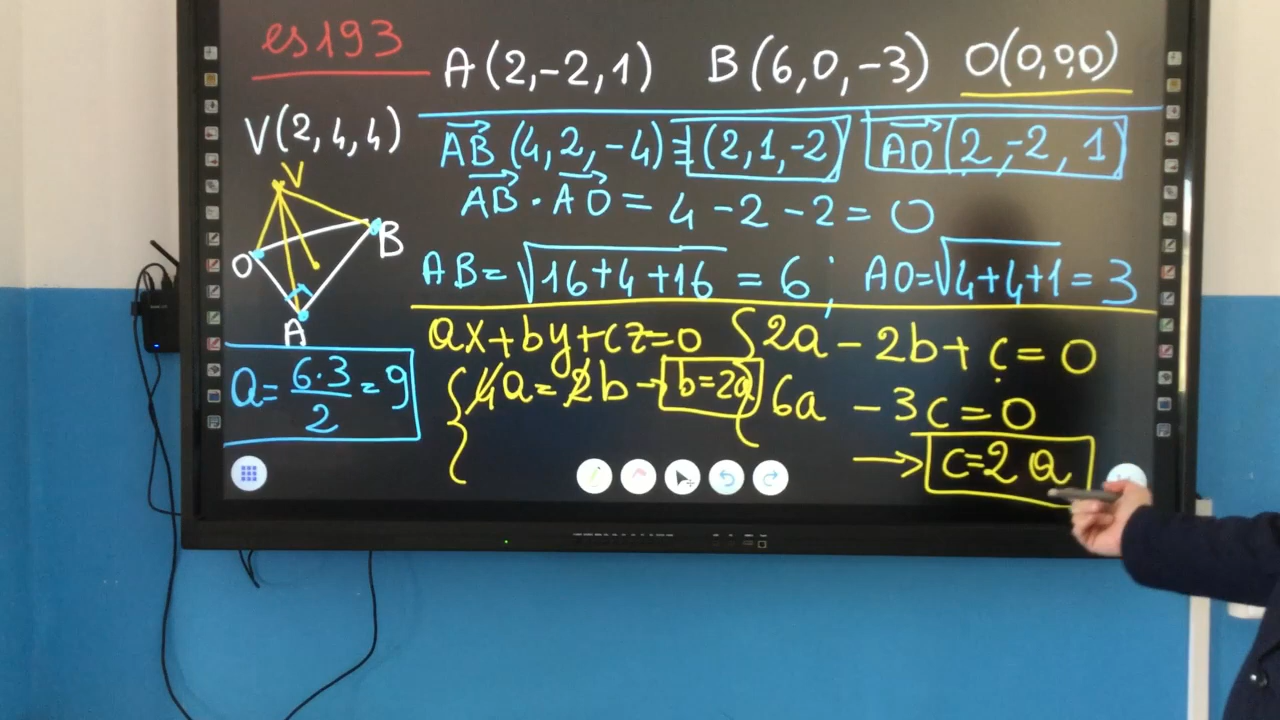 es193
A(2,-2,1) B(6,0,-3) O(0,0,0)
V(2,4,4)
AB (4,2,-4)≡(2,1,-2) AO(2,-2,1)
AB · AO = 4 - 2 - 2 = 0
AB = √16+4+16 = 6; AO = √4+4+1 = 3
V
O
B
A
a = 6·3/2 = 9
ax+by+cz=0 {2a - 2b + c = 0
{4a = 2b → b=2a { 6a - 3c = 0
→ c=2a